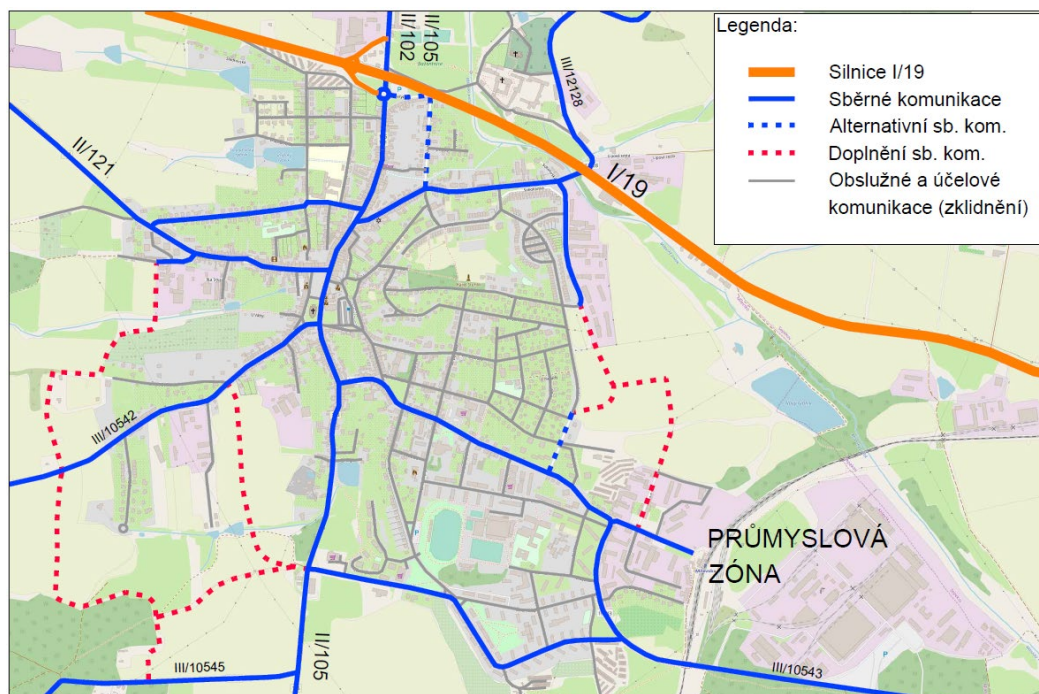 Legenda:
Silnice I/19
Sběrné komunikace
Alternativní sb. kom.
Doplnění sb. kom.
Obslužné a účelové
komunikace (zklidnění)
II/105
II/102
III/12128
II/121
I/19
III/10542
PRŮMYSLOVÁ
ZÓNA
II/105
III/10545
III/10543